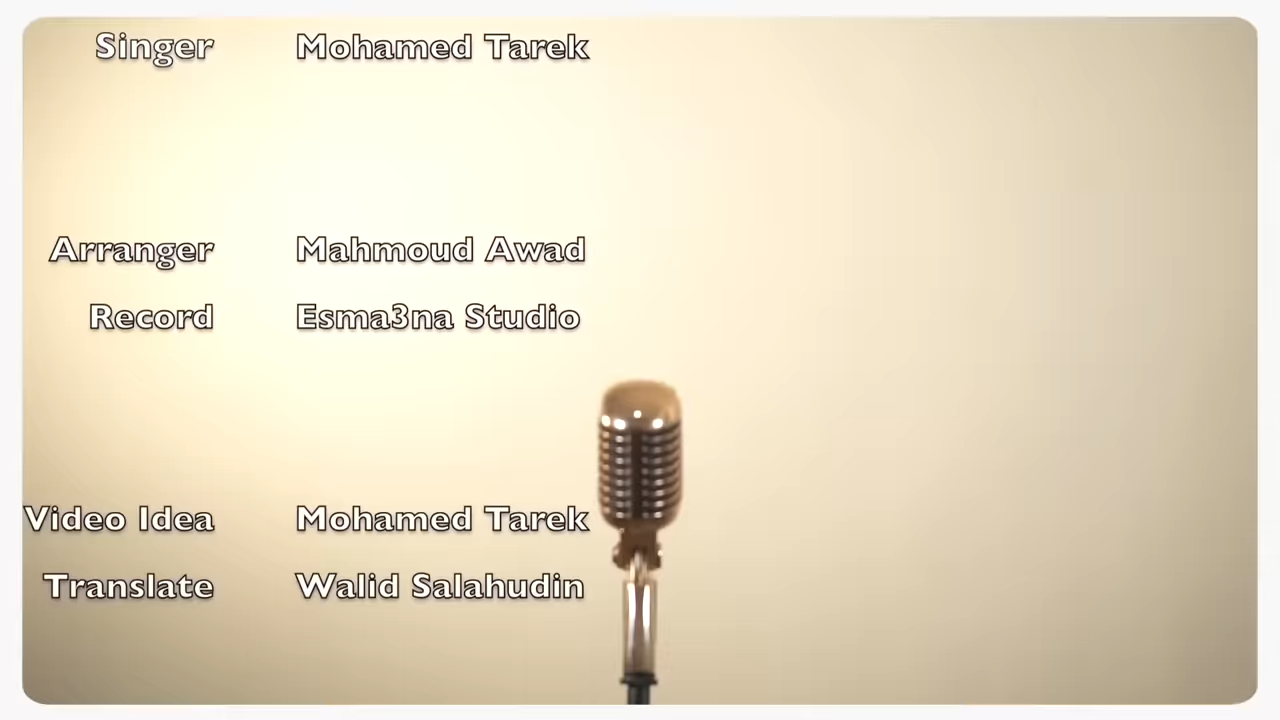 Singer Mohamed Tarek
Arranger Mahmoud Awad
Record Esma3na Studio
Video Idea Mohamed Tarek
Translate Walid Salahudin